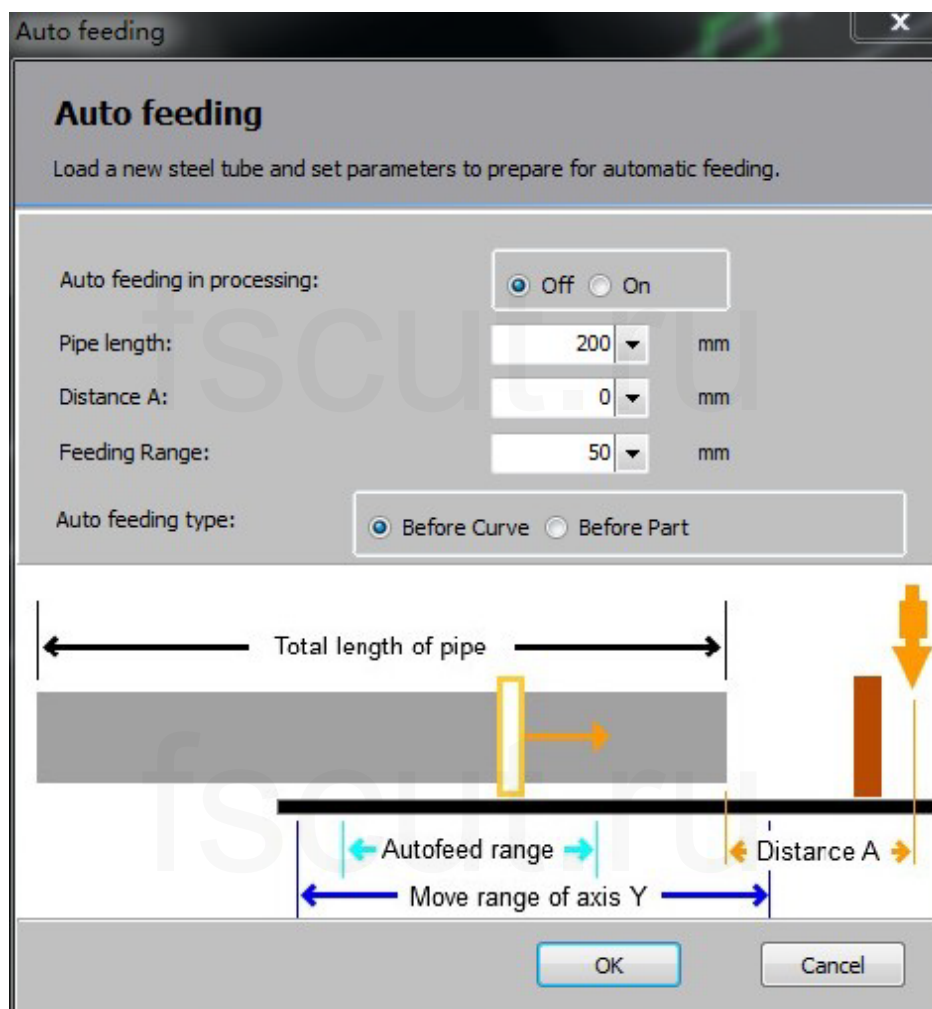 Auto feeding
x
Auto feeding
Load a new steel tube and set parameters to prepare for automatic feeding.
Auto feeding in processing:
Off On
Pipe length: 200 mm
Distance A: 0 mm
Feeding Range: 50 mm
Auto feeding type: Before Curve Before Part
fscut.ru
Total length of pipe
fscut.ru
Autofeed range
Distance A
Move range of axis Y
OK Cancel